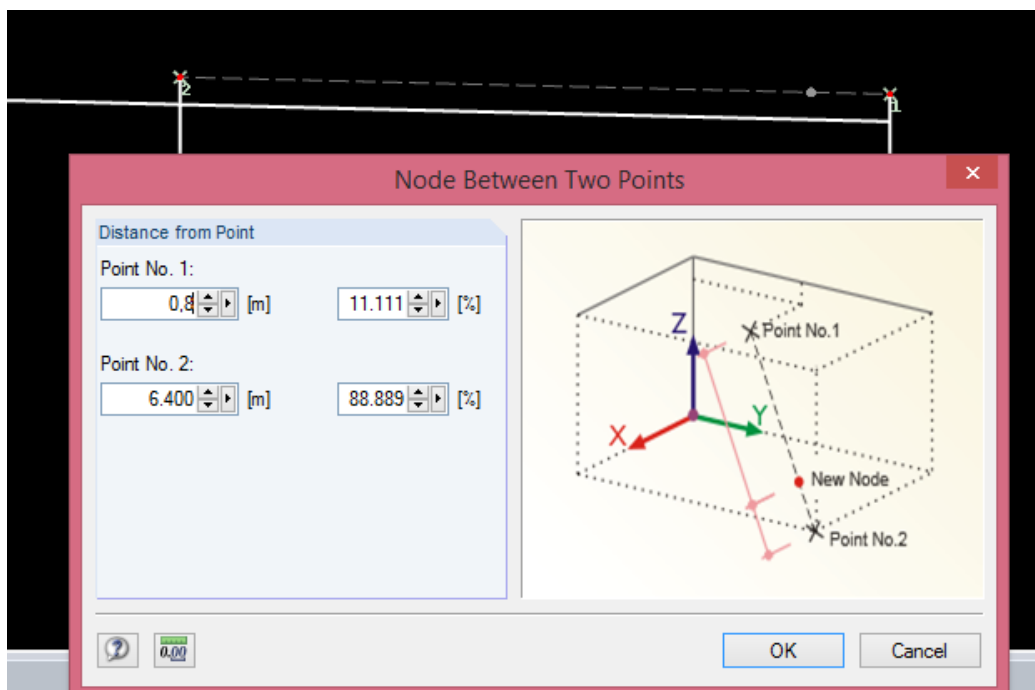 2
1
Node Between Two Points
Distance from Point
Point No. 1:
0,8 [m] 11.111 [%]
Point No. 2:
6.400 [m] 88.889 [%]
Z
Point No.1
Y
X
New Node
Point No.2
0.00
OK Cancel